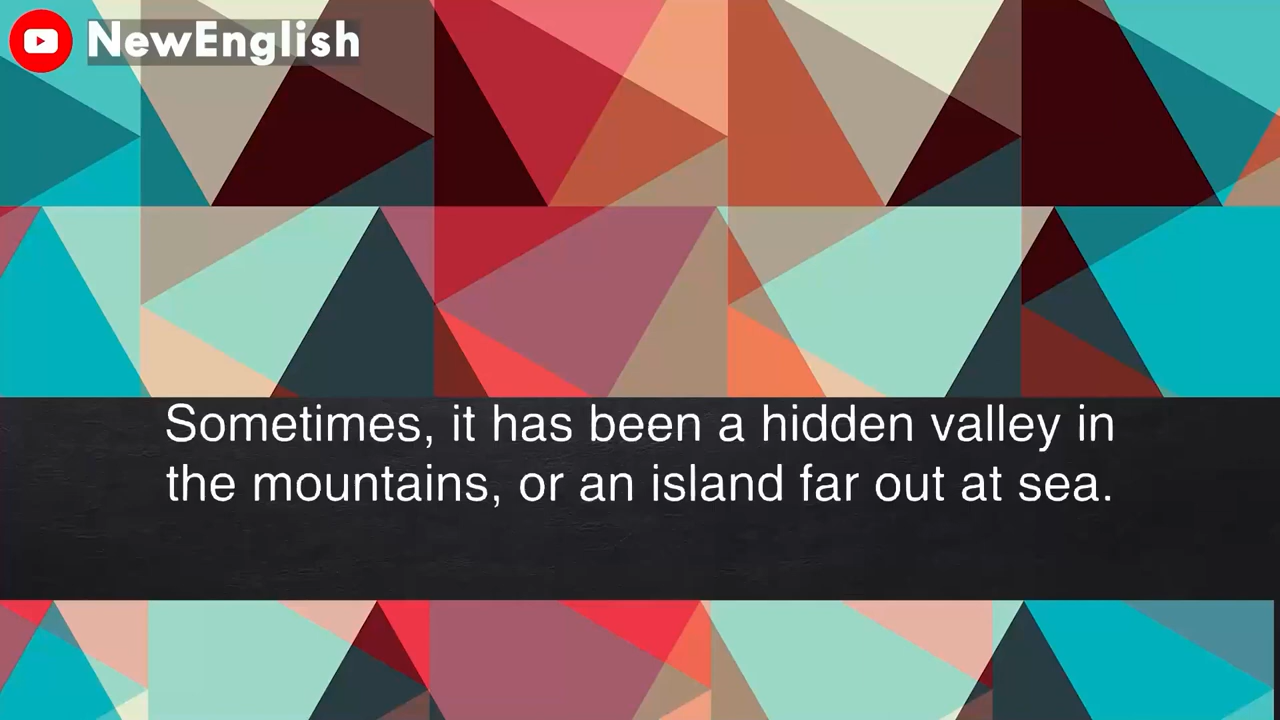 NewEnglish
Sometimes, it has been a hidden valley in
the mountains, or an island far out at sea.